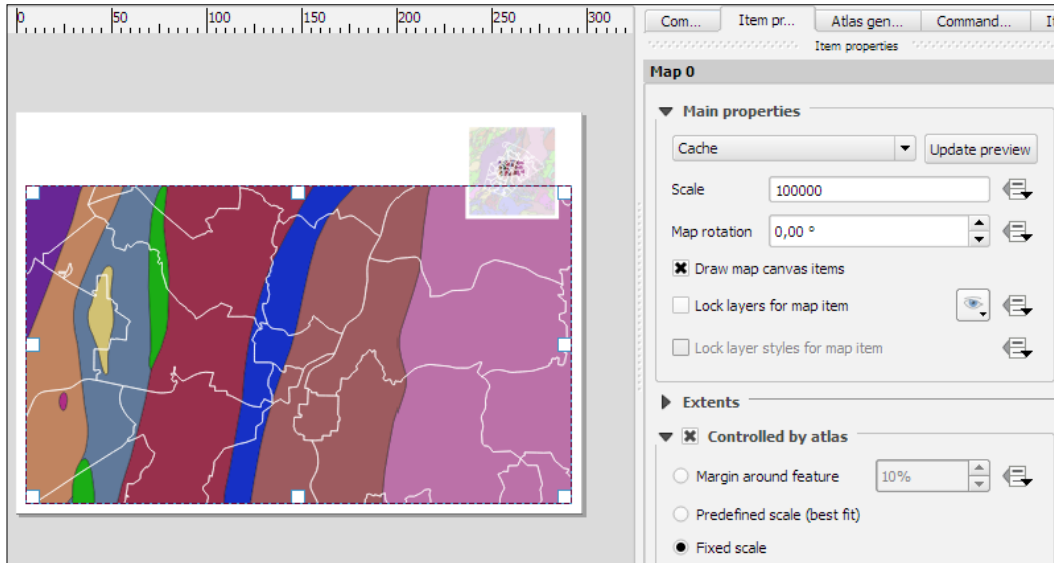 0 50 100 150 200 250 300
Com... Item pr... Atlas gen... Command... It
Item properties
Map 0
Main properties
Cache Update preview
Scale 100000
Map rotation 0,00 °
Draw map canvas items
Lock layers for map item
Lock layer styles for map item
Extents
Controlled by atlas
Margin around feature 10%
Predefined scale (best fit)
Fixed scale